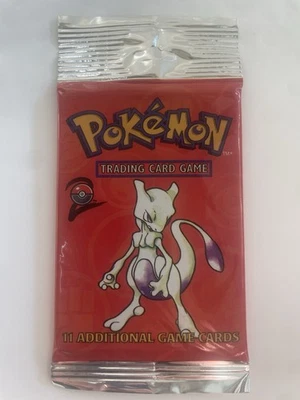 POKéMON
TRADING CARD GAME
11 ADDITIONAL GAME CARDS